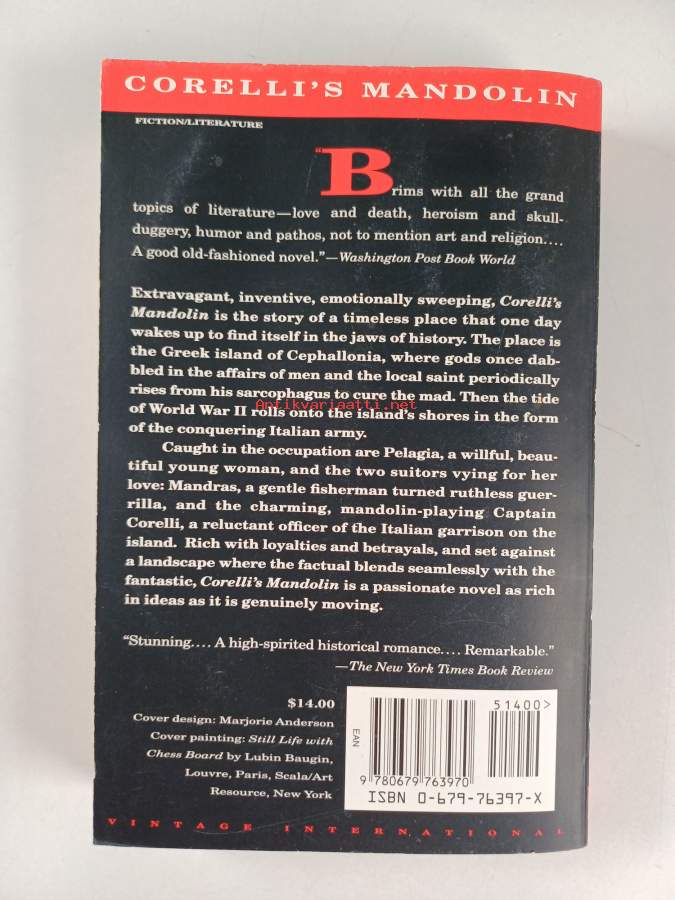 CORELLI'S MANDOLIN
FICTION/LITERATURE
"Brims with all the grand
topics of literature—love and death, heroism and skull-
duggery, humor and pathos, not to mention art and religion....
A good old-fashioned novel."—Washington Post Book World
Extravagant, inventive, emotionally sweeping, Corelli's
Mandolin is the story of a timeless place that one day
wakes up to find itself in the jaws of history. The place is
the Greek island of Cephallonia, where gods once dab-
bled in the affairs of men and the local saint periodically
rises from his sarcophagus to cure the mad. Then the tide
Antikvariaatti.net
of World War II rolls onto the island's shores in the form
of the conquering Italian army.
Caught in the occupation are Pelagia, a willful, beau-
tiful young woman, and the two suitors vying for her
love: Mandras, a gentle fisherman turned ruthless guer-
rilla, and the charming, mandolin-playing Captain
Corelli, a reluctant officer of the Italian garrison on the
island. Rich with loyalties and betrayals, and set against
a landscape where the factual blends seamlessly with the
fantastic, Corelli's Mandolin is a passionate novel as rich
in ideas as it is genuinely moving.
"Stunning.... A high-spirited historical romance.... Remarkable."
—The New York Times Book Review
$14.00
Cover design: Marjorie Anderson
Cover painting: Still Life with
Chess Board by Lubin Baugin,
Louvre, Paris, Scala/Art
Resource, New York
51400>
EAN
9 780679 763970
ISBN 0-679-76397-X
VINTAGE INTERNATIONAL